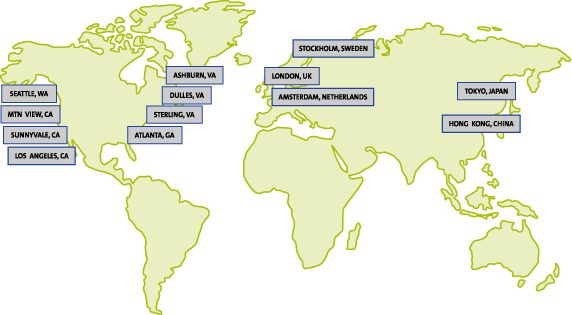 STOCKHOLM, SWEDEN
ASHBURN, VA
LONDON, UK
SEATTLE, WA
DULLES, VA
AMSTERDAM, NETHERLANDS
TOKYO, JAPAN
MTN VIEW, CA
STERLING, VA
HONG KONG, CHINA
SUNNYVALE, CA
ATLANTA, GA
LOS ANGELES, CA